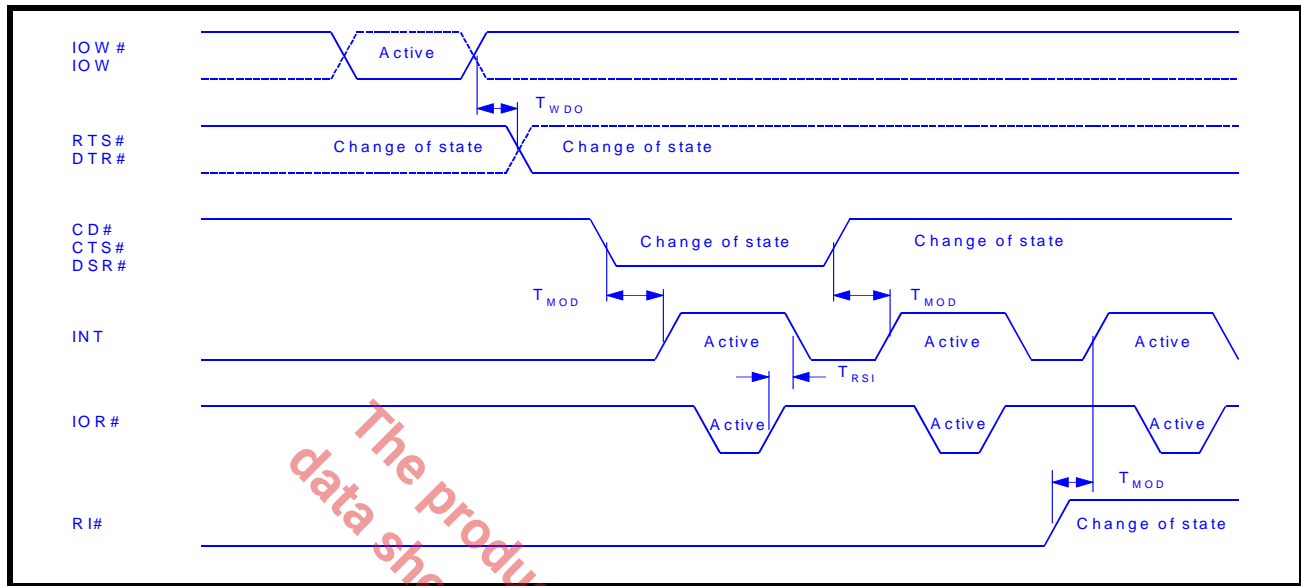 IOW#
IOW
Active
TWDO
RTS#
DTR#
Change of state
Change of state
CD#
CTS#
DSR#
Change of state
Change of state
TMOD
TMOD
INT
Active
Active
Active
TRSI
IOR#
Active
Active
Active
TMOD
RI#
Change of state
The produ
data she